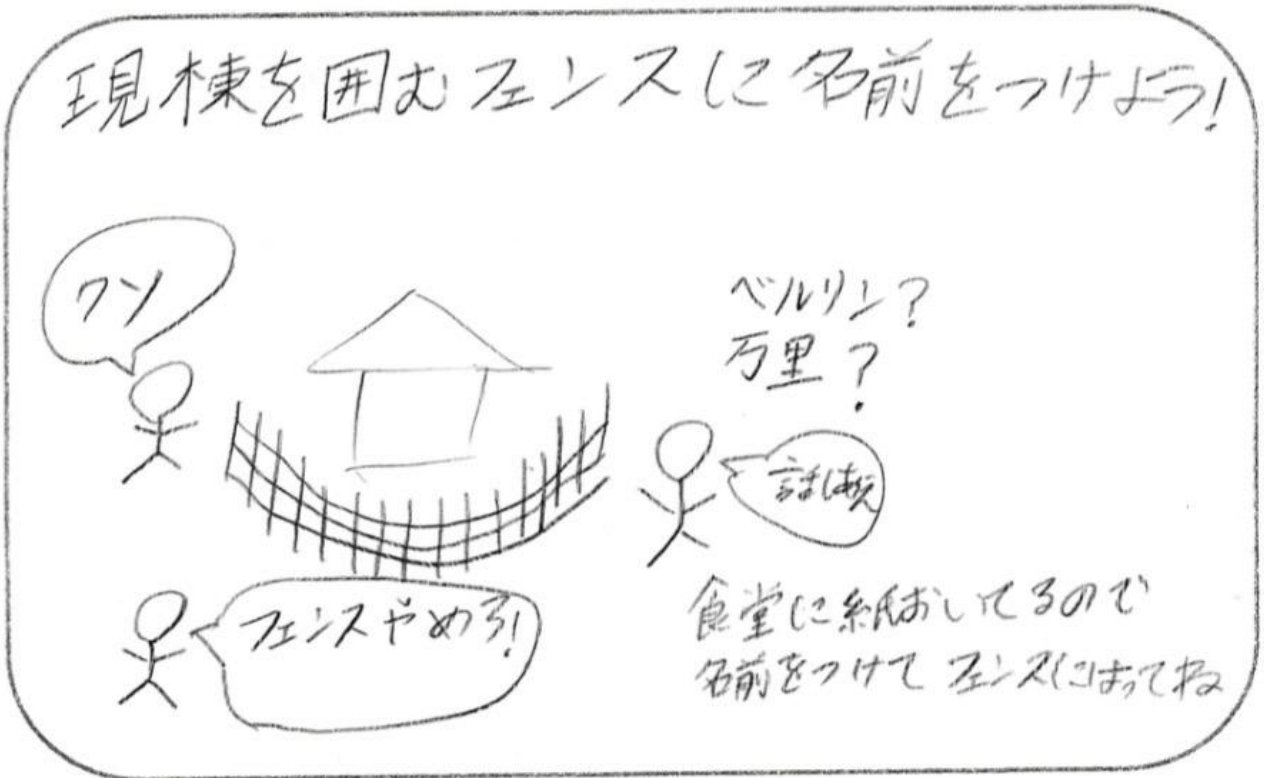 現棟を囲むフェンスに名前をつけよう!
クソ
ベルリン?
万里?
フェンスやめろ!
食堂に紙おいてるので
名前をつけてフェンスにはってね